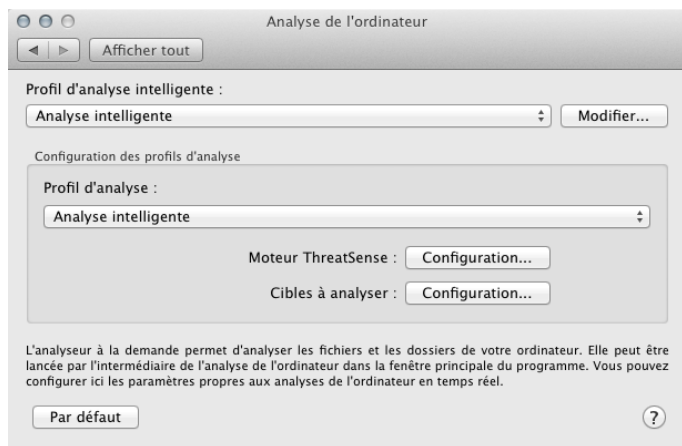 Analyse de l'ordinateur
Afficher tout
Profil d'analyse intelligente :
Analyse intelligente
Modifier...
Configuration des profils d'analyse
Profil d'analyse :
Analyse intelligente
Moteur ThreatSense : Configuration...
Cibles à analyser : Configuration...
L'analyseur à la demande permet d'analyser les fichiers et les dossiers de votre ordinateur. Elle peut être
lancée par l'intermédiaire de l'analyse de l'ordinateur dans la fenêtre principale du programme. Vous pouvez
configurer ici les paramètres propres aux analyses de l'ordinateur en temps réel.
Par défaut
?